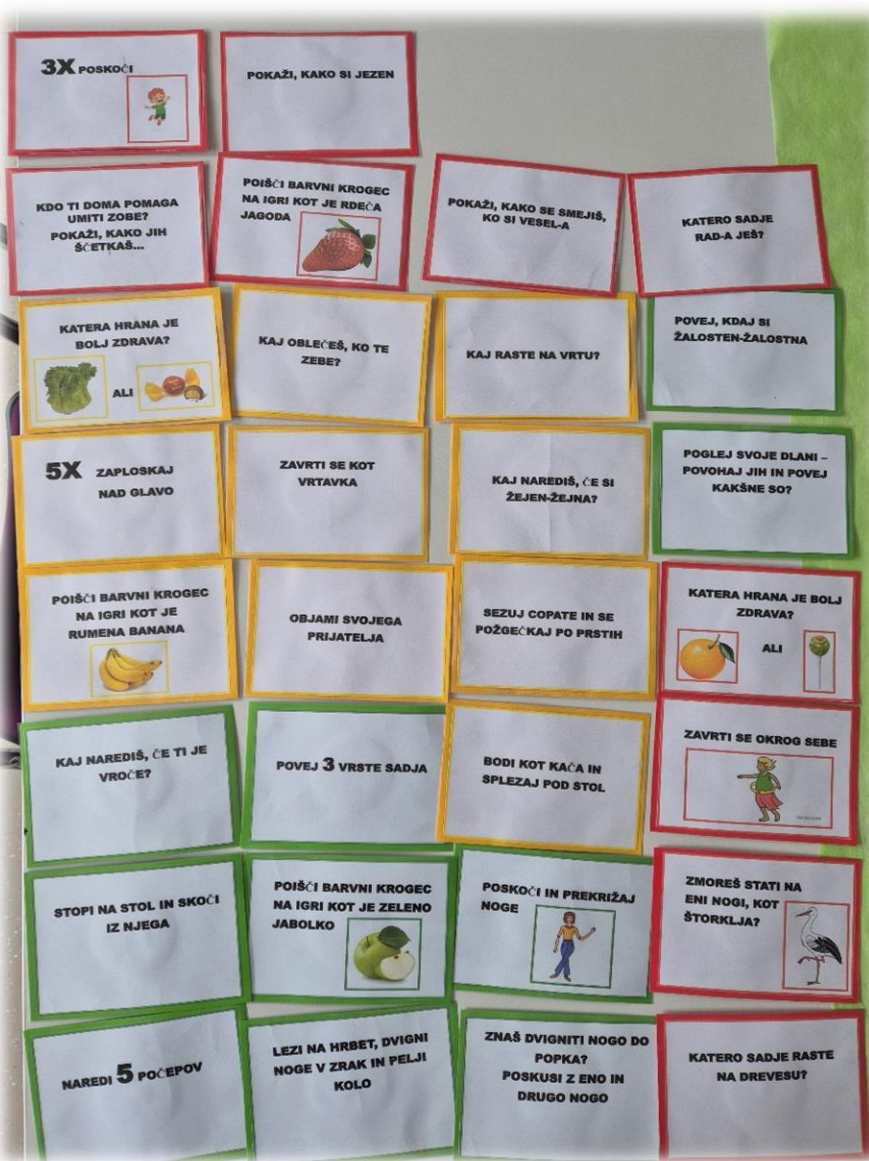 3X POSKOČI
POKAŽI, KAKO SI JEZEN
KDO TI DOMA POMAGA
UMITI ZOBE?
POKAŽI, KAKO JIH
ŠČETKAŠ...
POIŠČI BARVNI KROGEC
NA IGRI KOT JE RDEČA
JAGODA
POKAŽI, KAKO SE SMEJIŠ,
KO SI VESEL-A
KATERO SADJE
RAD-A JEŠ?
KATERA HRANA JE
BOLJ ZDRAVA?
ALI
KAJ OBLEČEŠ, KO TE
ZEBE?
KAJ RASTE NA VRTU?
POVEJ, KDAJ SI
ŽALOSTEN-ŽALOSTNA
5X ZAPLOSKAJ
NAD GLAVO
ZAVRTI SE KOT
VRTAVKA
KAJ NAREDIŠ, ČE SI
ŽEJEN-ŽEJNA?
POGLEJ SVOJE DLANI –
POVOHAJ JIH IN POVEJ
KAKŠNE SO?
POIŠČI BARVNI KROGEC
NA IGRI KOT JE
RUMENA BANANA
OBJAMI SVOJEGA
PRIJATELJA
SEZUJ COPATE IN SE
POŽGEČKAJ PO PRSTIH
KATERA HRANA JE BOLJ
ZDRAVA?
ALI
KAJ NAREDIŠ, ČE TI JE
VROČE?
POVEJ 3 VRSTE SADJA
BODI KOT KAČA IN
SPLEZAJ POD STOL
ZAVRTI SE OKROG SEBE
STOPI NA STOL IN SKOČI
IZ NJEGA
POIŠČI BARVNI KROGEC
NA IGRI KOT JE ZELENO
JABOLKO
POSKOČI IN PREKRIŽAJ
NOGE
ZMOREŠ STATI NA
ENI NOGI, KOT
ŠTORKLJA?
NAREDI 5 POČEPOV
LEZI NA HRBET, DVIGNI
NOGE V ZRAK IN PELJI
KOLO
ZNAŠ DVIGNITI NOGO DO
POPKA?
POSKUSI Z ENO IN
DRUGO NOGO
KATERO SADJE RASTE
NA DREVESU?